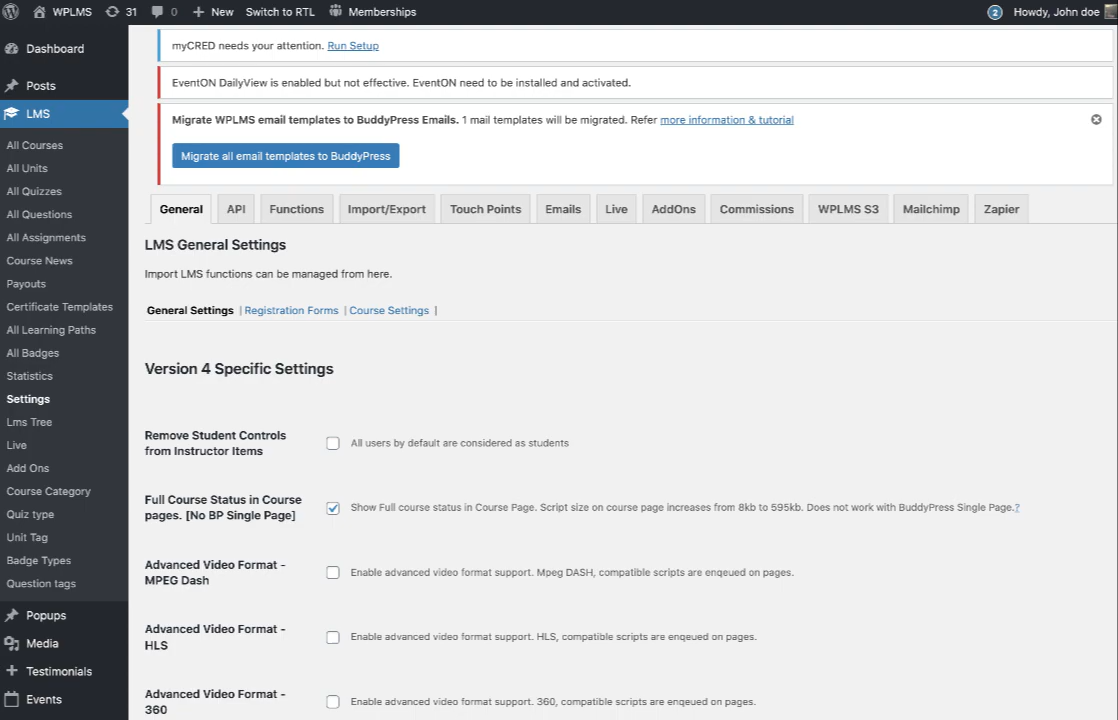 WPLMS 31 0 New Switch to RTL Memberships 2 Howdy, John doe
Dashboard
Posts
LMS
All Courses
All Units
All Quizzes
All Questions
All Assignments
Course News
Payouts
Certificate Templates
All Learning Paths
All Badges
Statistics
Settings
Lms Tree
Live
Add Ons
Course Category
Quiz type
Unit Tag
Badge Types
Question tags
Popups
Media
Testimonials
Events
myCRED needs your attention. Run Setup
EventON DailyView is enabled but not effective. EventON need to be installed and activated.
Migrate WPLMS email templates to BuddyPress Emails. 1 mail templates will be migrated. Refer more information & tutorial
Migrate all email templates to BuddyPress
General API Functions Import/Export Touch Points Emails Live AddOns Commissions WPLMS S3 Mailchimp Zapier
LMS General Settings
Import LMS functions can be managed from here.
General Settings | Registration Forms | Course Settings |
Version 4 Specific Settings
Remove Student Controls
from Instructor Items
All users by default are considered as students
Full Course Status in Course
pages. [No BP Single Page]
Show Full course status in Course Page. Script size on course page increases from 8kb to 595kb. Does not work with BuddyPress Single Page.?
Advanced Video Format -
MPEG Dash
Enable advanced video format support. Mpeg DASH, compatible scripts are enqeued on pages.
Advanced Video Format -
HLS
Enable advanced video format support. HLS, compatible scripts are enqeued on pages.
Advanced Video Format -
360
Enable advanced video format support. 360, compatible scripts are enqeued on pages.